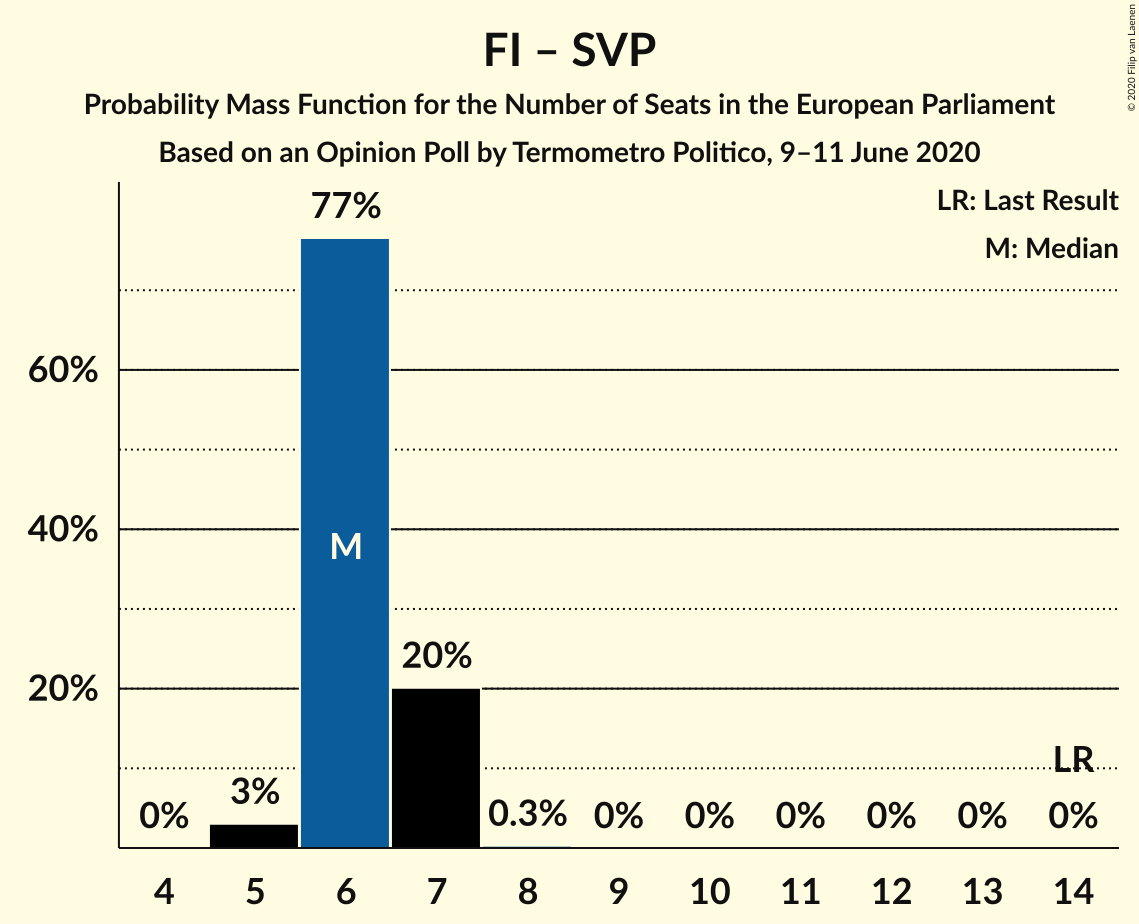 FI – SVP
Probability Mass Function for the Number of Seats in the European Parliament
Based on an Opinion Poll by Termometro Politico, 9–11 June 2020
© 2020 Filip van Laenen
LR: Last Result
M: Median
77%
60%
40%
M
20%
20%
LR
0% 3% 0.3% 0% 0% 0% 0% 0% 0%
4 5 6 7 8 9 10 11 12 13 14